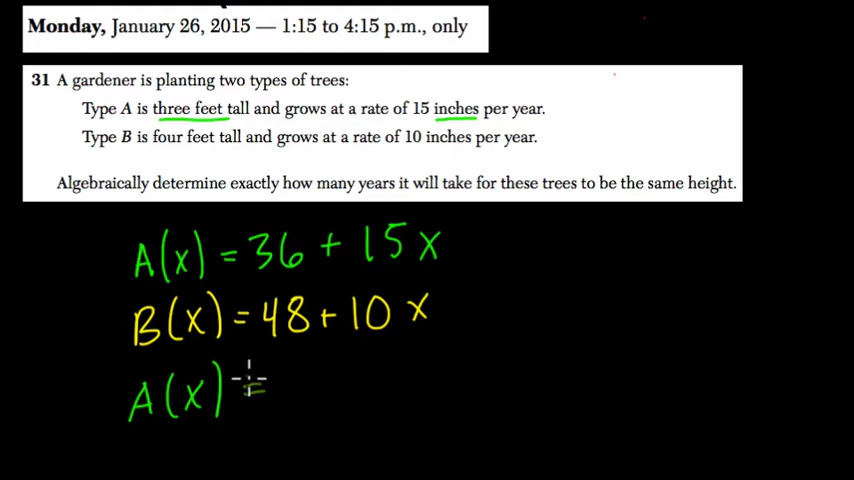 Monday, January 26, 2015 — 1:15 to 4:15 p.m., only
31 A gardener is planting two types of trees:
Type A is three feet tall and grows at a rate of 15 inches per year.
Type B is four feet tall and grows at a rate of 10 inches per year.
Algebraically determine exactly how many years it will take for these trees to be the same height.
A(x) = 36 + 15x
B(x) = 48 + 10x
A(x) =